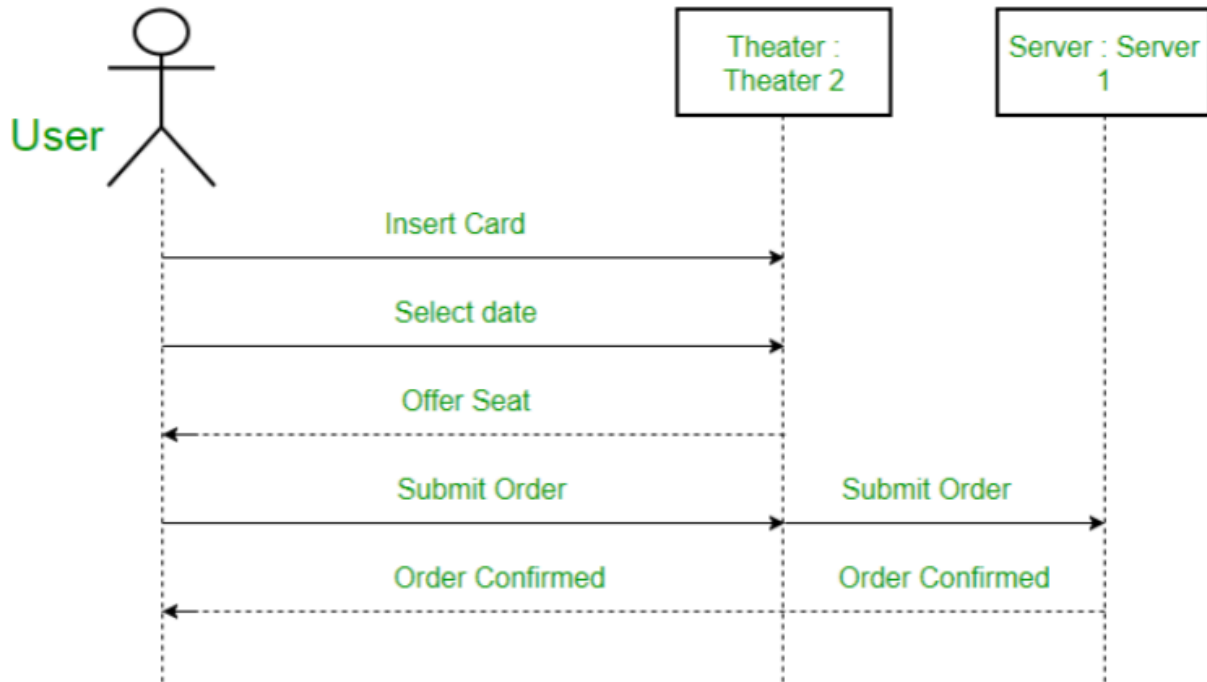 Theater :
Theater 2
Server : Server
1
User
Insert Card
Select date
Offer Seat
Submit Order
Submit Order
Order Confirmed
Order Confirmed